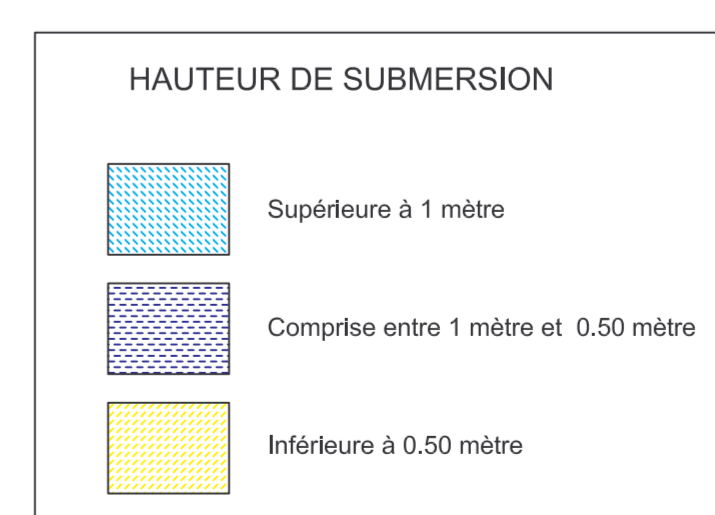 HAUTEUR DE SUBMERSION
Supérieure à 1 mètre
Comprise entre 1 mètre et 0.50 mètre
Inférieure à 0.50 mètre